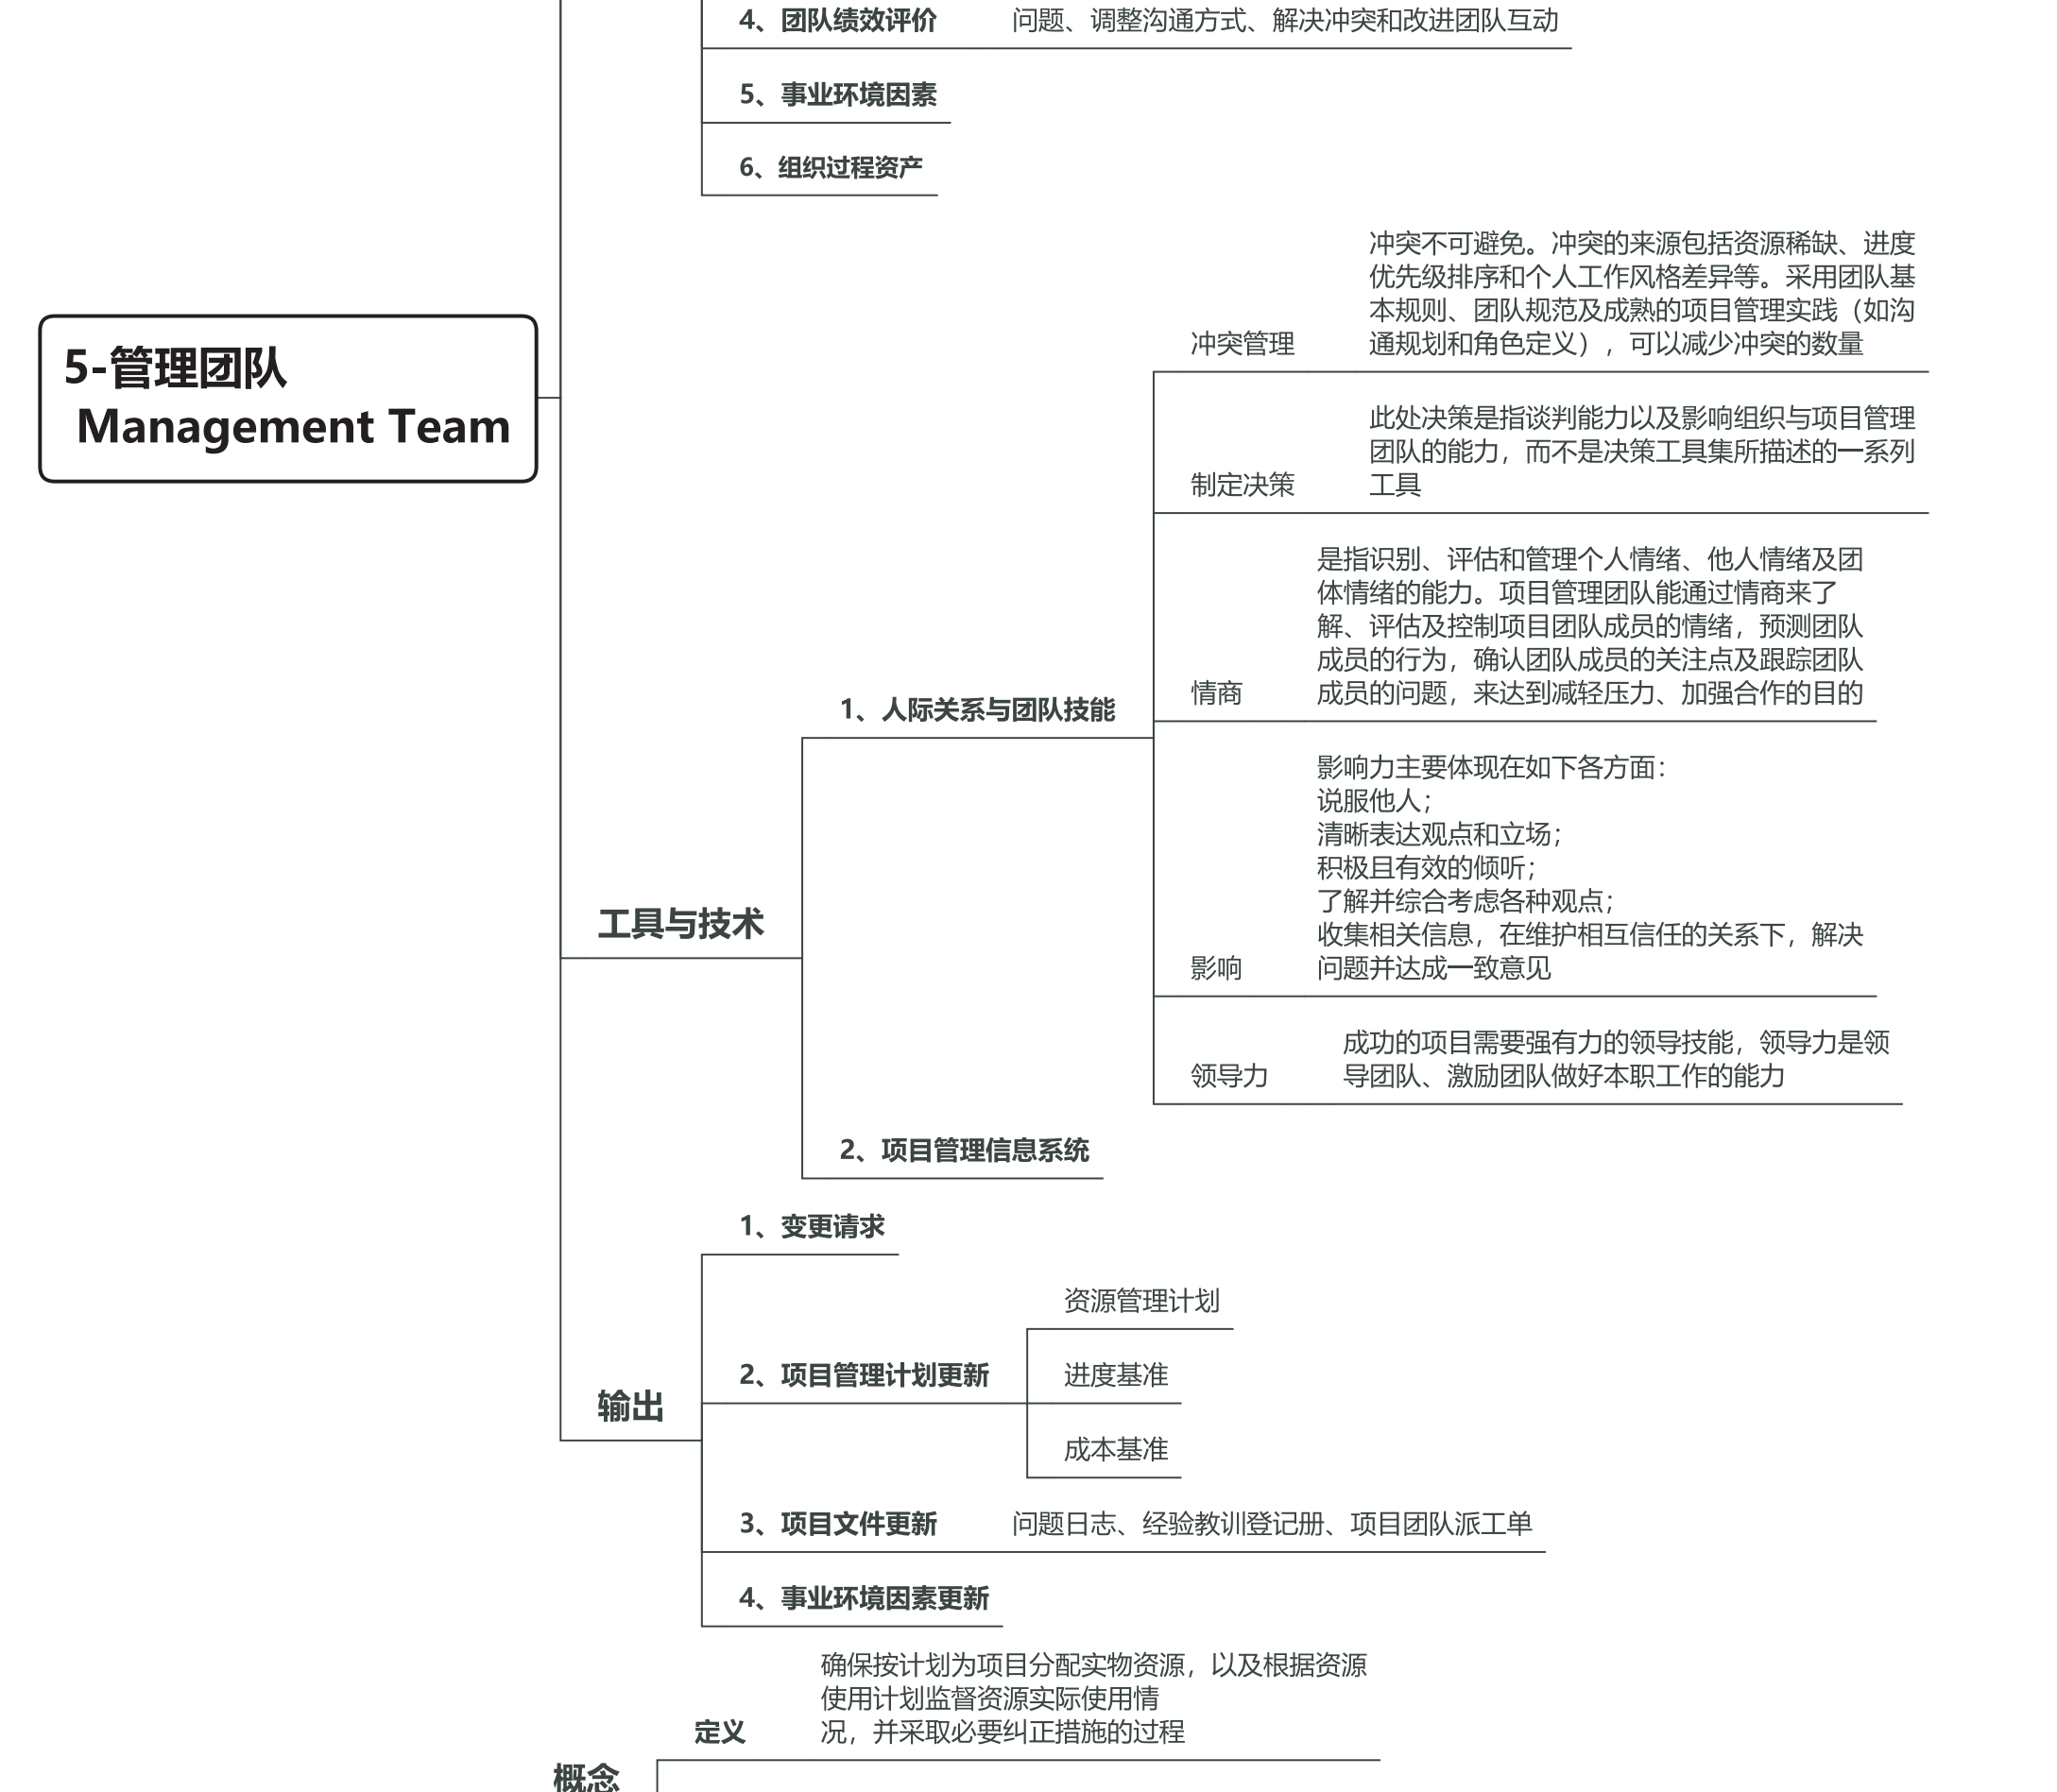 4、团队绩效评价
问题、调整沟通方式、解决冲突和改进团队互动
5、事业环境因素
6、组织过程资产
5-管理团队
Management Team
工具与技术
1、人际关系与团队技能
冲突管理
冲突不可避免。冲突的来源包括资源稀缺、进度
优先级排序和个人工作风格差异等。采用团队基
本规则、团队规范及成熟的项目管理实践（如沟
通规划和角色定义），可以减少冲突的数量
制定决策
此处决策是指谈判能力以及影响组织与项目管理
团队的能力，而不是决策工具集所描述的一系列
工具
情商
是指识别、评估和管理个人情绪、他人情绪及团
体情绪的能力。项目管理团队能通过情商来了
解、评估及控制项目团队成员的情绪，预测团队
成员的行为，确认团队成员的关注点及跟踪团队
成员的问题，来达到减轻压力、加强合作的目的
影响
影响力主要体现在如下各方面：
说服他人；
清晰表达观点和立场；
积极且有效的倾听；
了解并综合考虑各种观点；
收集相关信息，在维护相互信任的关系下，解决
问题并达成一致意见
领导力
成功的项目需要强有力的领导技能，领导力是领
导团队、激励团队做好本职工作的能力
2、项目管理信息系统
输出
1、变更请求
2、项目管理计划更新
资源管理计划
进度基准
成本基准
3、项目文件更新
问题日志、经验教训登记册、项目团队派工单
4、事业环境因素更新
概念
定义
确保按计划为项目分配实物资源，以及根据资源
使用计划监督资源实际使用情
况，并采取必要纠正措施的过程